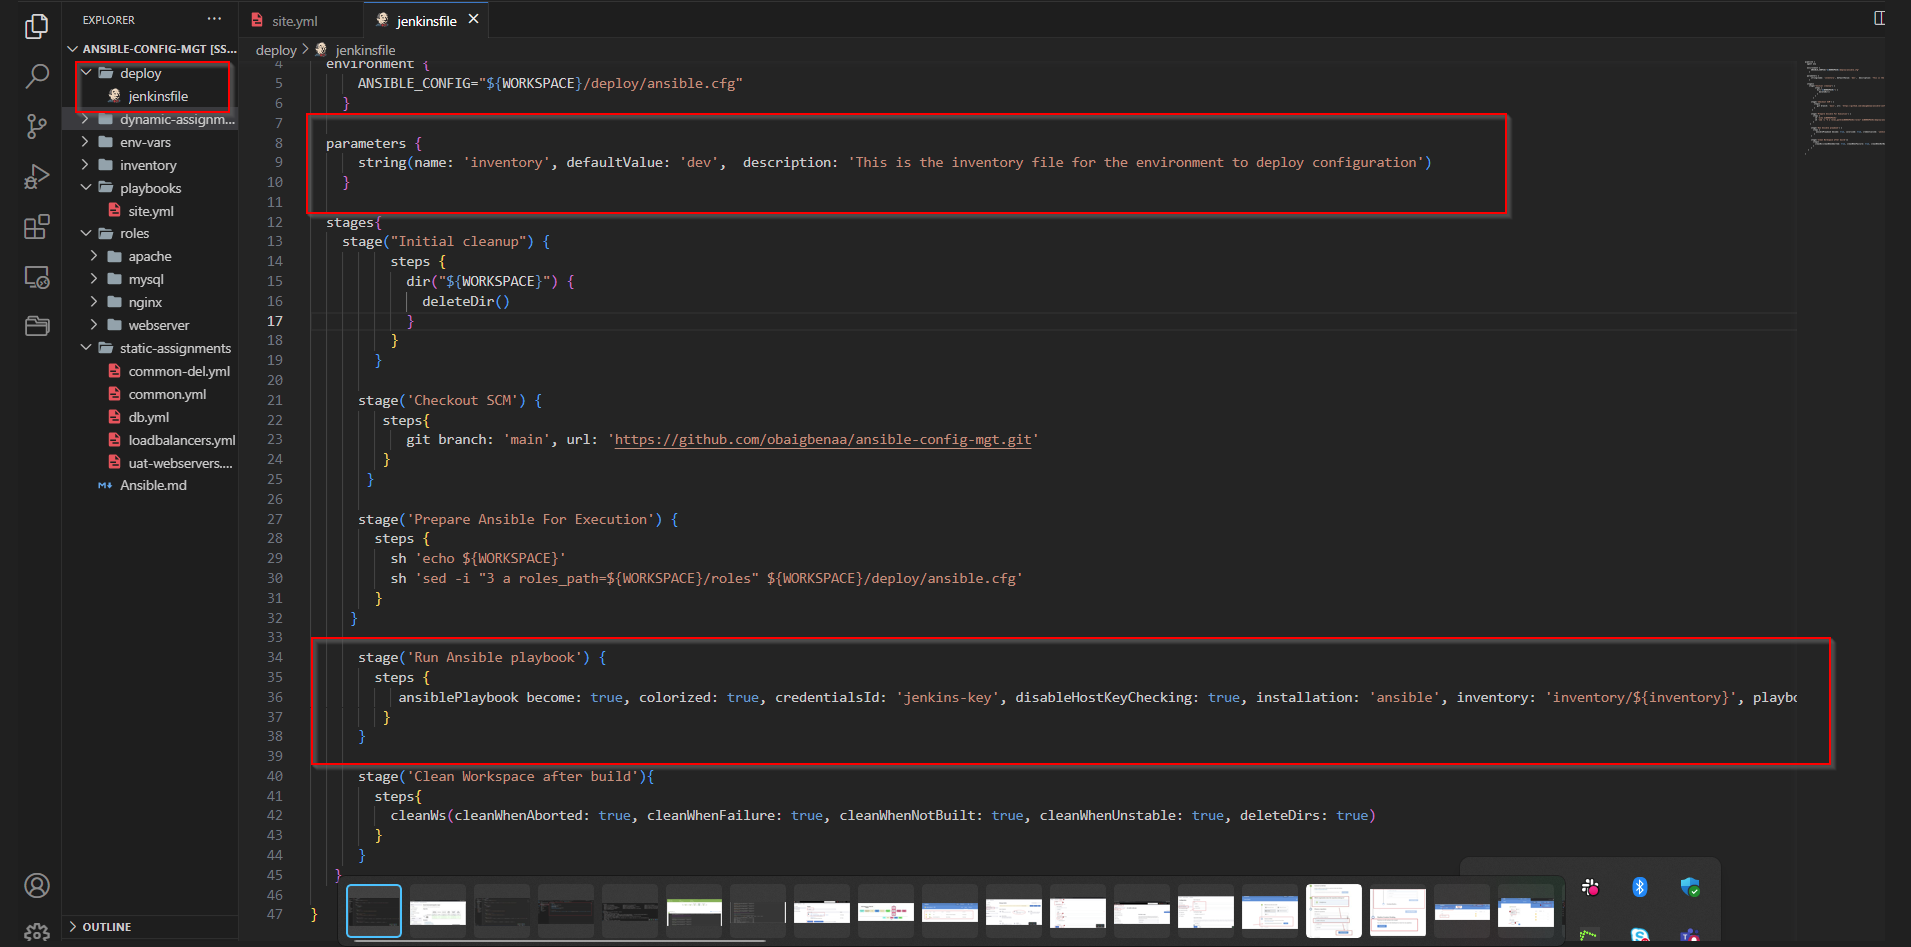 EXPLORER
ANSIBLE-CONFIG-MGT [SS...
deploy
jenkinsfile
dynamic-assignm...
env-vars
inventory
playbooks
site.yml
roles
apache
mysql
nginx
webserver
static-assignments
common-del.yml
common.yml
db.yml
loadbalancers.yml
uat-webservers....
Ansible.md
OUTLINE
site.yml
jenkinsfile
deploy > jenkinsfile
4 environment {
5 ANSIBLE_CONFIG="${WORKSPACE}/deploy/ansible.cfg"
6 }
7
8 parameters {
9 string(name: 'inventory', defaultValue: 'dev', description: 'This is the inventory file for the environment to deploy configuration')
10 }
11
12 stages{
13 stage("Initial cleanup") {
14 steps {
15 dir("${WORKSPACE}") {
16 deleteDir()
17 }
18 }
19 }
20
21 stage('Checkout SCM') {
22 steps{
23 git branch: 'main', url: 'https://github.com/obaigbenaa/ansible-config-mgt.git'
24 }
25 }
26
27 stage('Prepare Ansible For Execution') {
28 steps {
29 sh 'echo ${WORKSPACE}'
30 sh 'sed -i "3 a roles_path=${WORKSPACE}/roles" ${WORKSPACE}/deploy/ansible.cfg'
31 }
32 }
33
34 stage('Run Ansible playbook') {
35 steps {
36 ansiblePlaybook become: true, colorized: true, credentialsId: 'jenkins-key', disableHostKeyChecking: true, installation: 'ansible', inventory: 'inventory/${inventory}', playbo
37 }
38 }
39
40 stage('Clean Workspace after build'){
41 steps{
42 cleanWs(cleanWhenAborted: true, cleanWhenFailure: true, cleanWhenNotBuilt: true, cleanWhenUnstable: true, deleteDirs: true)
43 }
44 }
45 }
46
47 }